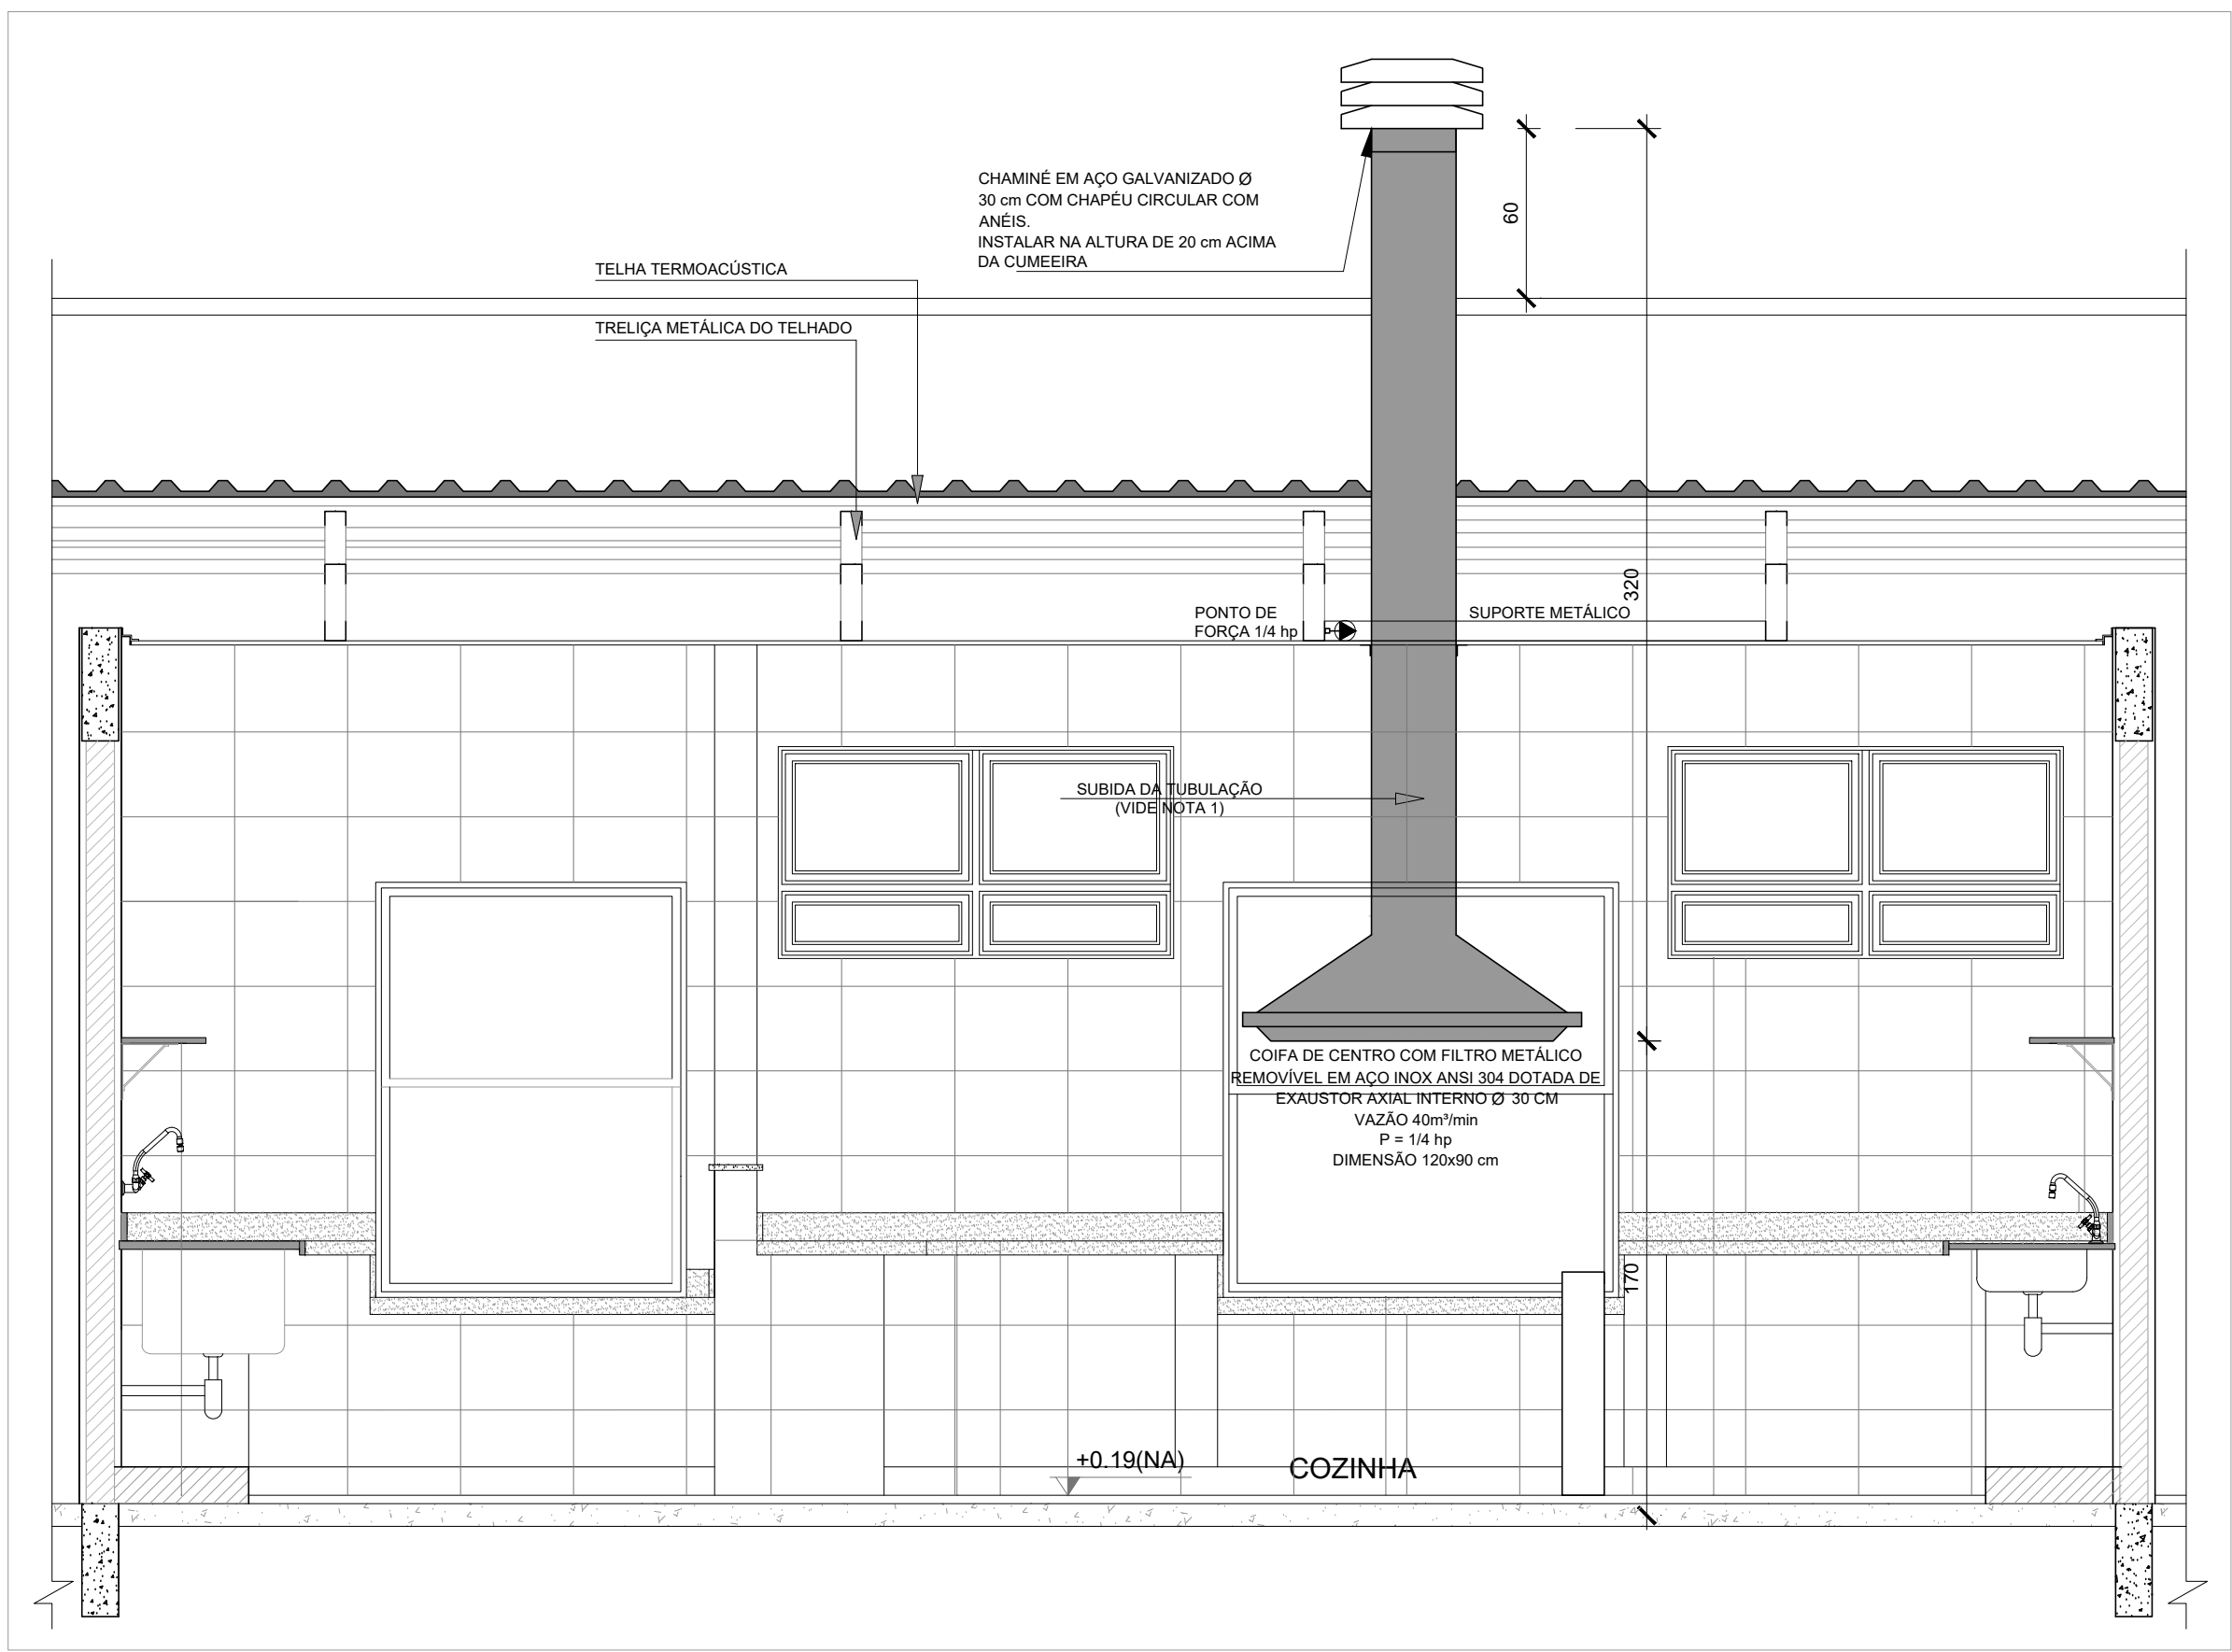 CHAMINÉ EM AÇO GALVANIZADO Ø
30 cm COM CHAPÉU CIRCULAR COM
ANÉIS.
INSTALAR NA ALTURA DE 20 cm ACIMA
DA CUMEEIRA
60
TELHA TERMOACÚSTICA
TRELIÇA METÁLICA DO TELHADO
320
PONTO DE
FORÇA 1/4 hp
SUPORTE METÁLICO
SUBIDA DA TUBULAÇÃO
(VIDE NOTA 1)
COIFA DE CENTRO COM FILTRO METÁLICO
REMOVÍVEL EM AÇO INOX ANSI 304 DOTADA DE
EXAUSTOR AXIAL INTERNO Ø 30 CM
VAZÃO 40m³/min
P = 1/4 hp
DIMENSÃO 120x90 cm
170
+0.19(NA)
COZINHA